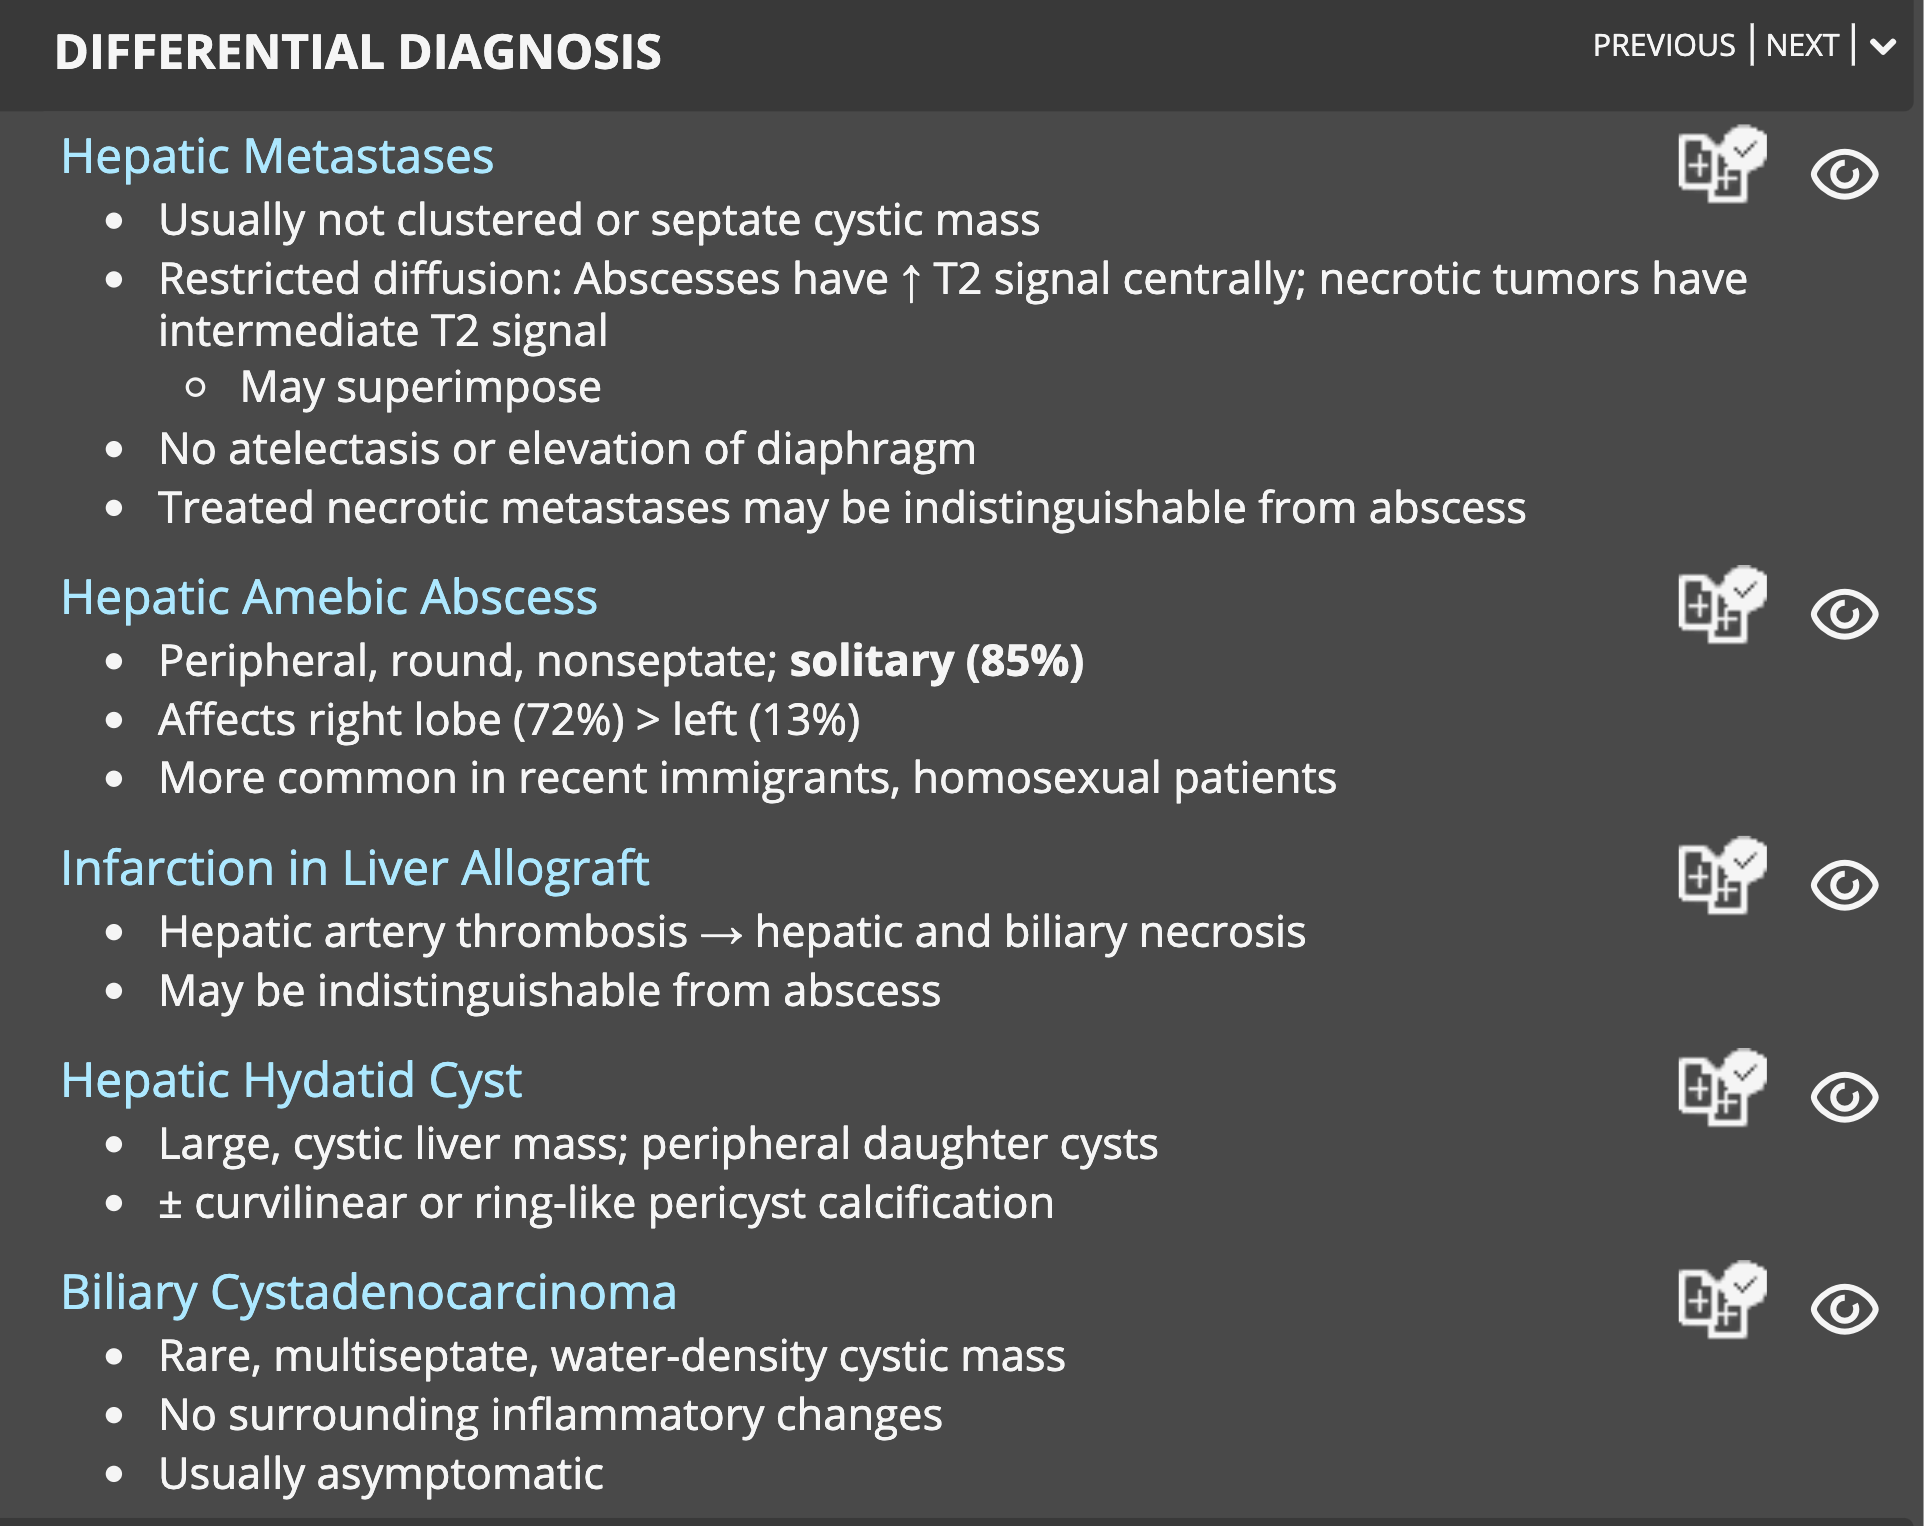 DIFFERENTIAL DIAGNOSIS
PREVIOUS | NEXT |
Hepatic Metastases
• Usually not clustered or septate cystic mass
• Restricted diffusion: Abscesses have ↑ T2 signal centrally; necrotic tumors have
intermediate T2 signal
○ May superimpose
• No atelectasis or elevation of diaphragm
• Treated necrotic metastases may be indistinguishable from abscess
Hepatic Amebic Abscess
• Peripheral, round, nonseptate; solitary (85%)
• Affects right lobe (72%) > left (13%)
• More common in recent immigrants, homosexual patients
Infarction in Liver Allograft
• Hepatic artery thrombosis → hepatic and biliary necrosis
• May be indistinguishable from abscess
Hepatic Hydatid Cyst
• Large, cystic liver mass; peripheral daughter cysts
• ± curvilinear or ring-like pericyst calcification
Biliary Cystadenocarcinoma
• Rare, multiseptate, water-density cystic mass
• No surrounding inflammatory changes
• Usually asymptomatic